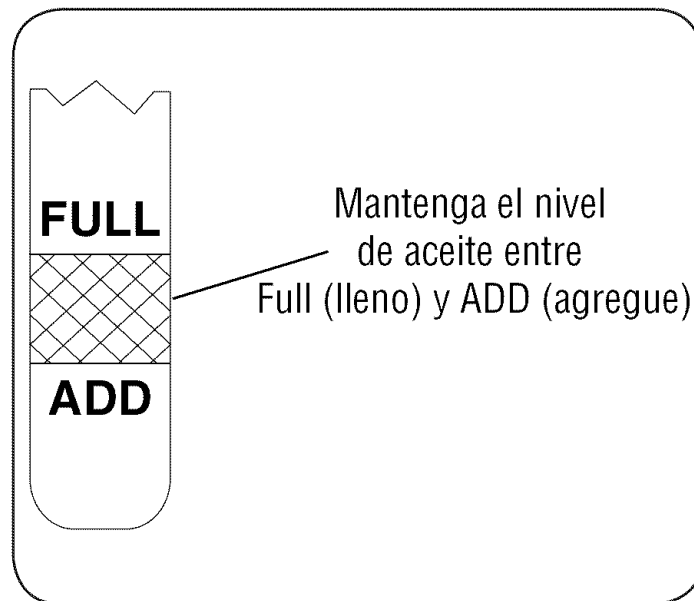 FULL
ADD
Mantenga el nivel
de aceite entre
Full (lleno) y ADD (agregue)